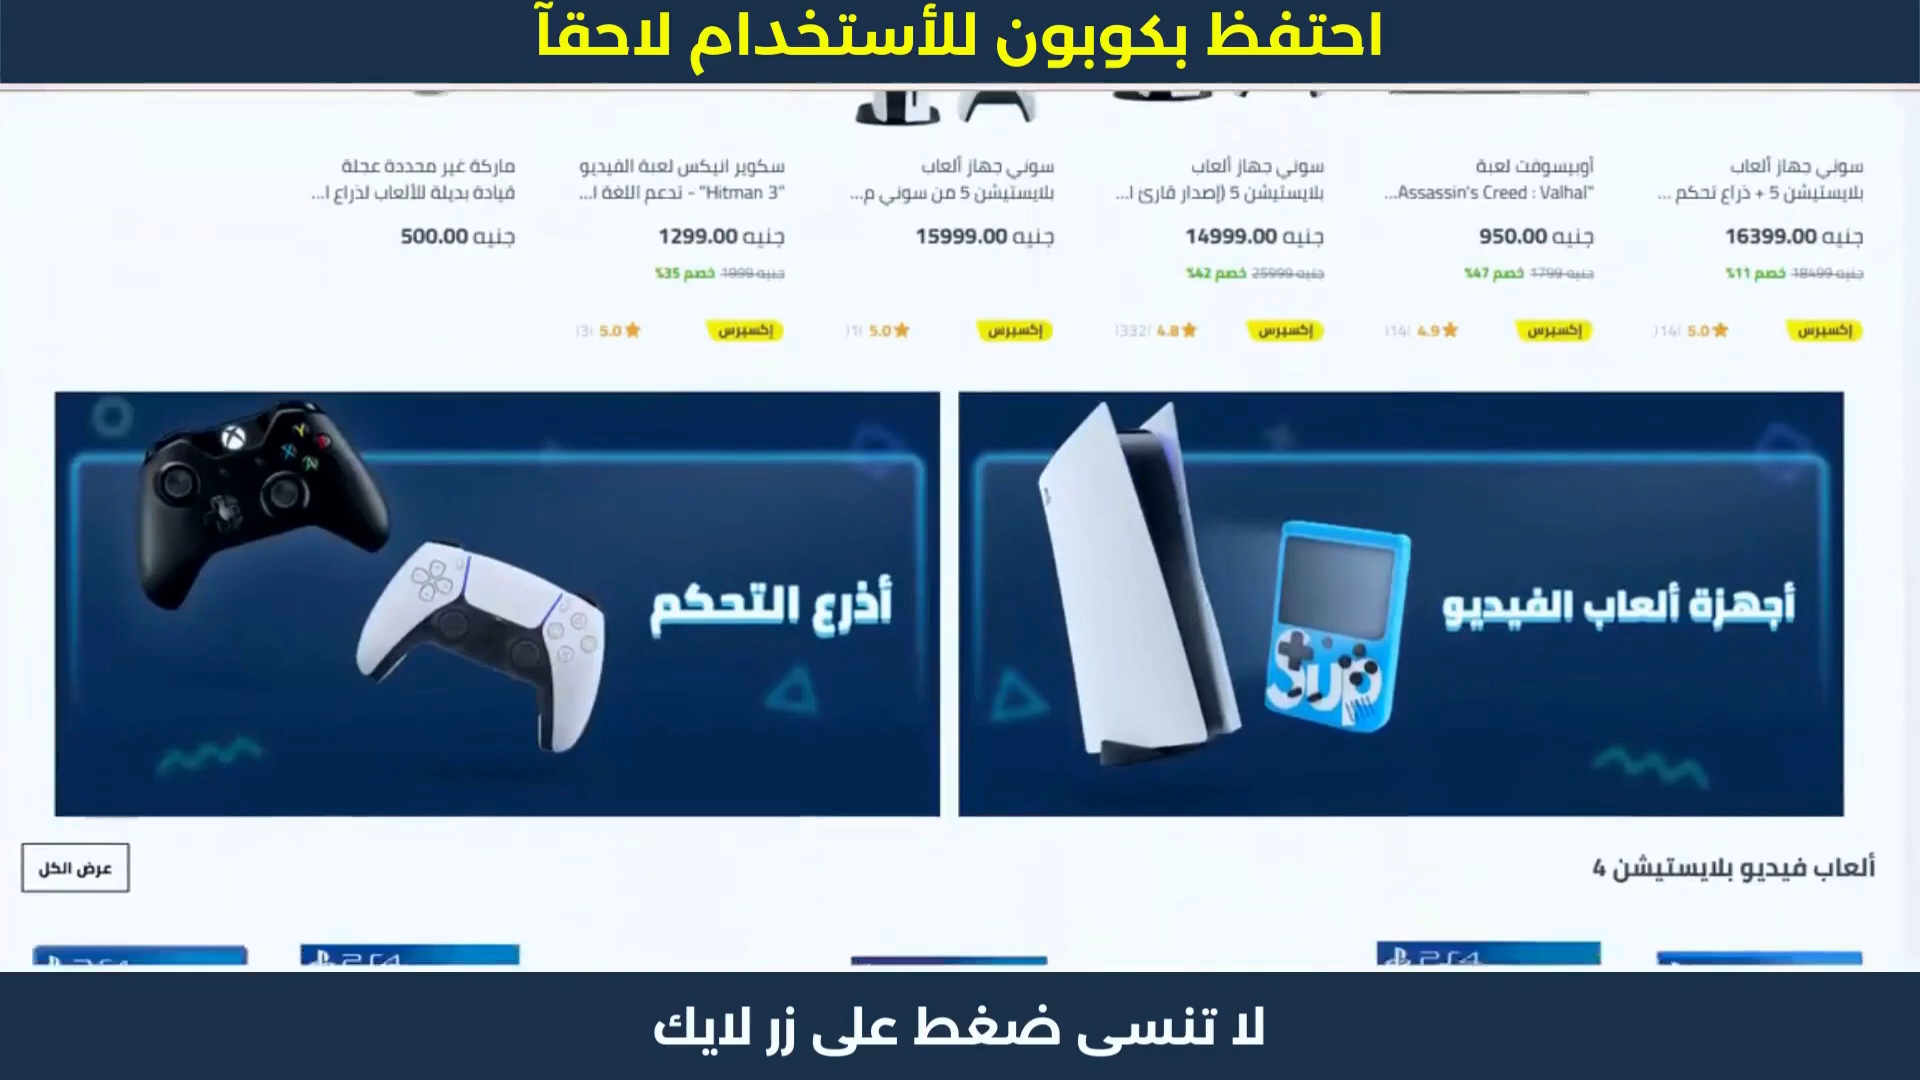 احتفظ بكوبون للأستخدام لاحقآ
سوني جهاز ألعاب
بلايستيشن 5 + ذراع تحكم ...
جنيه 16399.00
جنيه 18499 خصم 11%
إكسبرس
5.0 (14)
أوبيسوفت لعبة
"Assassin's Creed : Valhal...
جنيه 950.00
جنيه 1799 خصم 47%
إكسبرس
4.9 (14)
سوني جهاز ألعاب
بلايستيشن 5 (إصدار قارئ ا...
جنيه 14999.00
جنيه 25999 خصم 42%
إكسبرس
4.8 (332)
سوني جهاز ألعاب
بلايستيشن 5 من سوني م...
جنيه 15999.00
إكسبرس
5.0 (1)
سكوير انيكس لعبة الفيديو
"Hitman 3" - تدعم اللغة ا...
جنيه 1299.00
جنيه 1999 خصم 35%
إكسبرس
5.0 (3)
ماركة غير محددة عجلة
قيادة بديلة للألعاب لذراع ا...
جنيه 500.00
أجهزة ألعاب الفيديو
Sup
أذرع التحكم
ألعاب فيديو بلايستيشن 4
عرض الكل
PS4
PS4
PS4
لا تنسى ضغط على زر لايك